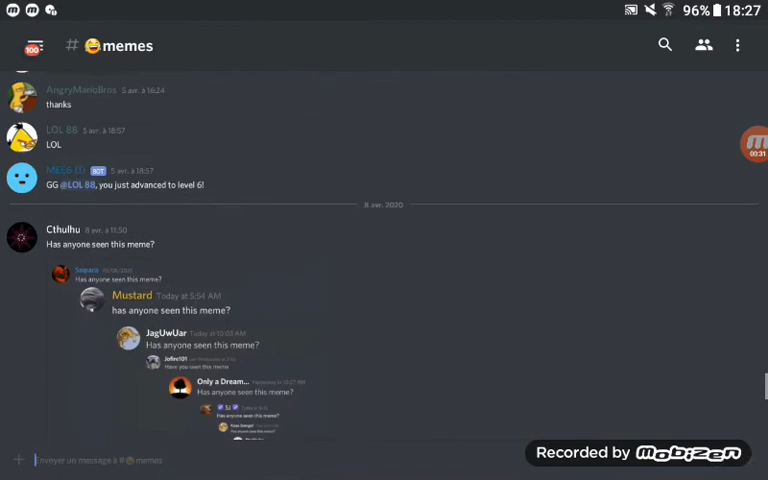 96% 18:27
100 # 😂memes
AngryMarioBros 5 avr. à 16:24
thanks
LOL 88 5 avr. à 18:57
LOL
MEE6 BOT 5 avr. à 18:57
GG @LOL 88, you just advanced to level 6!
00:31
8 avr. 2020
Cthulhu 8 avr. à 11:50
Has anyone seen this meme?
Has anyone seen this meme?
Mustard Today at 5:54 AM
has anyone seen this meme?
JagUwUar Today at 10:03 AM
Has anyone seen this meme?
Jofire101
Have you seen this meme
Only a Dream... Yesterday at 10:27 AM
Has anyone seen this meme?
Has anyone seen this meme?
Envoyer un message à #😂memes
Recorded by mobizen